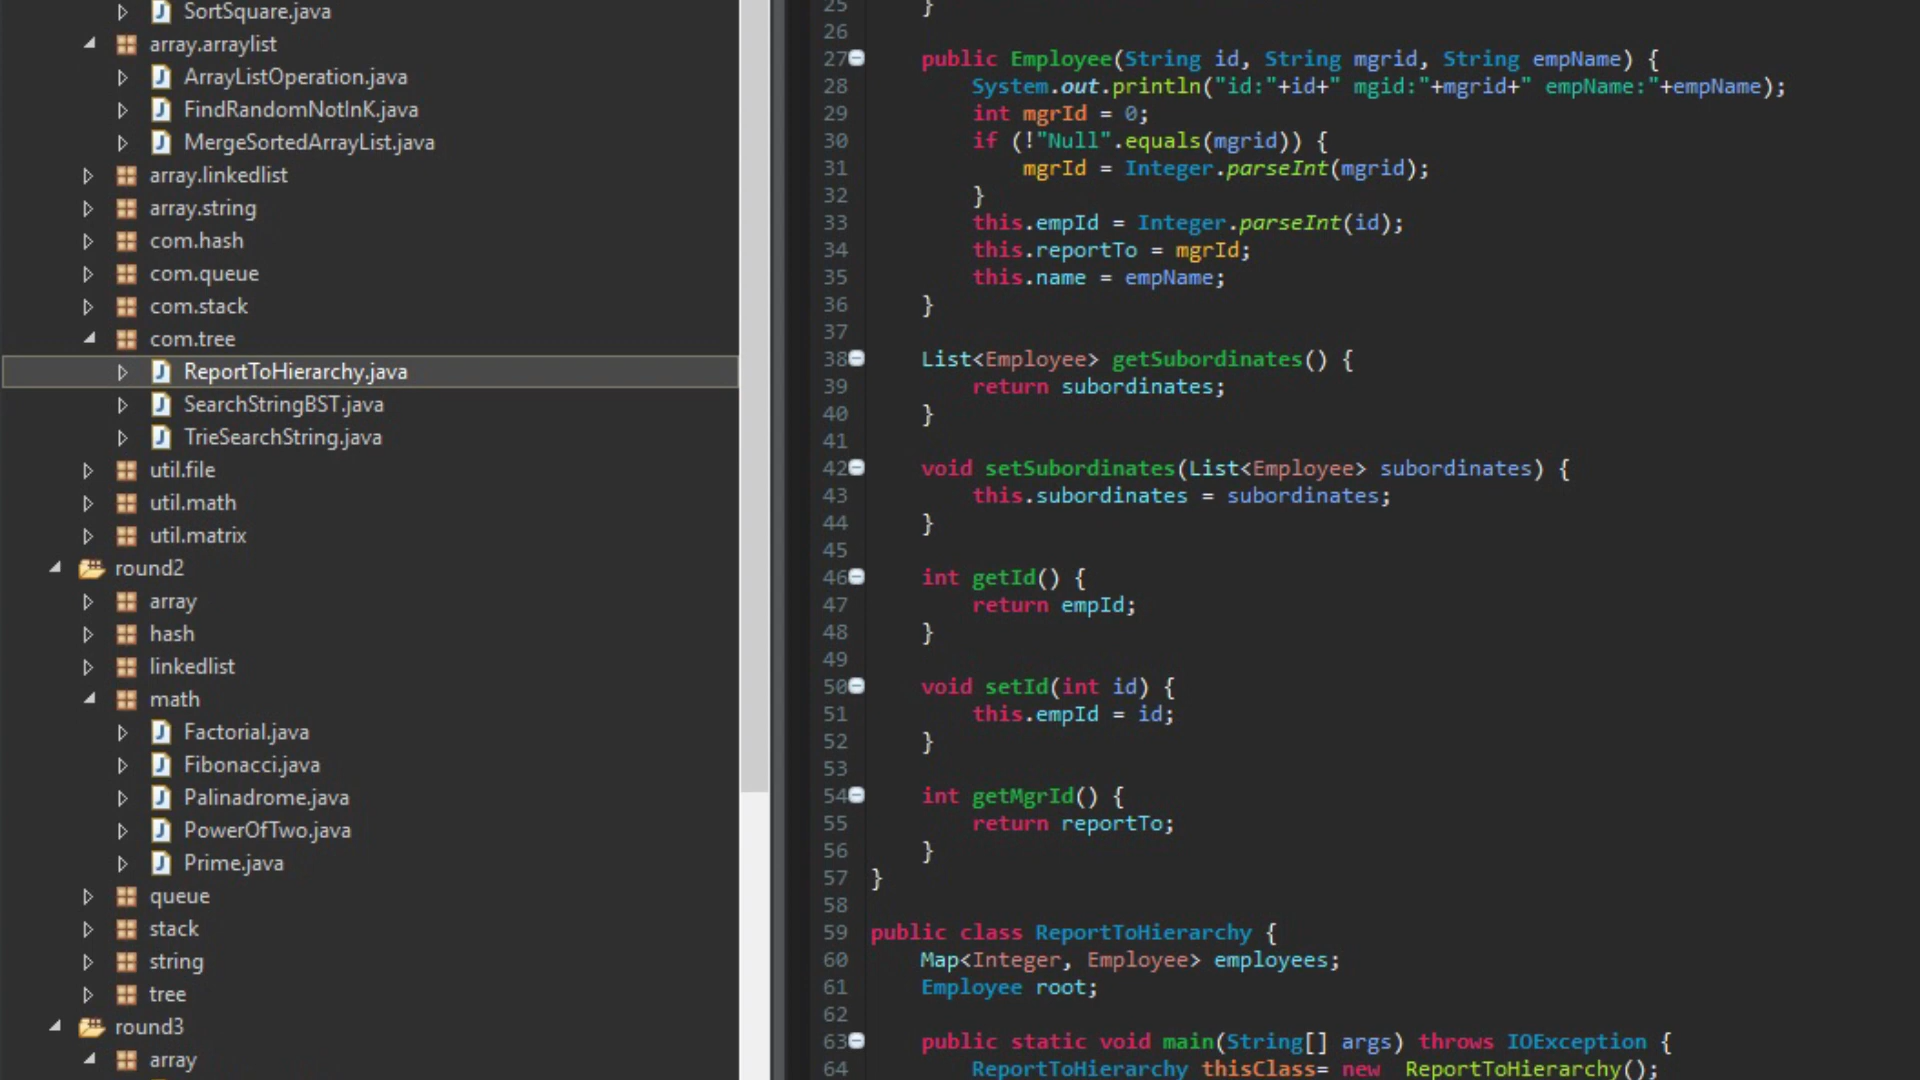 SortSquare.java
array.arraylist
ArrayListOperation.java
FindRandomNotInK.java
MergeSortedArrayList.java
array.linkedlist
array.string
com.hash
com.queue
com.stack
com.tree
ReportToHierarchy.java
SearchStringBST.java
TrieSearchString.java
util.file
util.math
util.matrix
round2
array
hash
linkedlist
math
Factorial.java
Fibonacci.java
Palinadrome.java
PowerOfTwo.java
Prime.java
queue
stack
string
tree
round3
array
25 }
26
27 public Employee(String id, String mgrid, String empName) {
28 System.out.println("id:"+id+" mgid:"+mgrid+" empName:"+empName);
29 int mgrId = 0;
30 if (!"Null".equals(mgrid)) {
31 mgrId = Integer.parseInt(mgrid);
32 }
33 this.empId = Integer.parseInt(id);
34 this.reportTo = mgrId;
35 this.name = empName;
36 }
37
38 List<Employee> getSubordinates() {
39 return subordinates;
40 }
41
42 void setSubordinates(List<Employee> subordinates) {
43 this.subordinates = subordinates;
44 }
45
46 int getId() {
47 return empId;
48 }
49
50 void setId(int id) {
51 this.empId = id;
52 }
53
54 int getMgrId() {
55 return reportTo;
56 }
57 }
58
59 public class ReportToHierarchy {
60 Map<Integer, Employee> employees;
61 Employee root;
62
63 public static void main(String[] args) throws IOException {
64 ReportToHierarchy thisClass= new ReportToHierarchy();